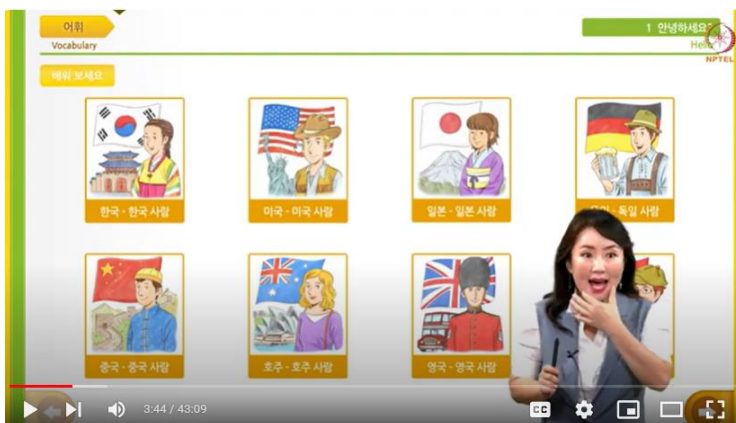 어휘
Vocabulary
1 안녕하세요
Hello
NPTEL
배워 보세요
한국 - 한국 사람
미국 - 미국 사람
일본 - 일본 사람
- 독일 사람
중국 - 중국 사람
호주 - 호주 사람
영국 - 영국 사람
3:44 / 43:09
CC